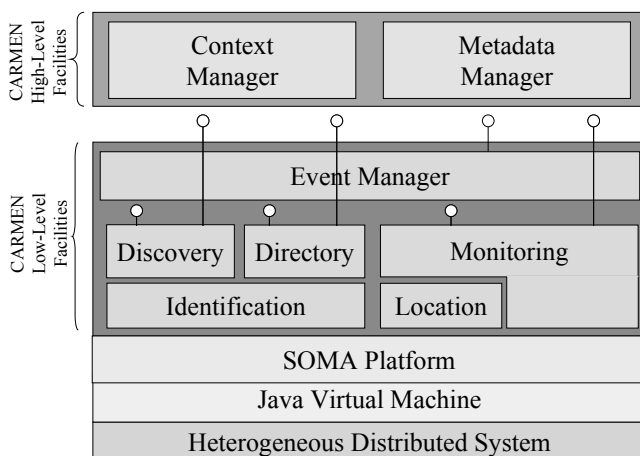 CARMEN
High-Level
Facilities
Context
Manager
Metadata
Manager
CARMEN
Low-Level
Facilities
Event Manager
Discovery
Directory
Monitoring
Identification
Location
SOMA Platform
Java Virtual Machine
Heterogeneous Distributed System